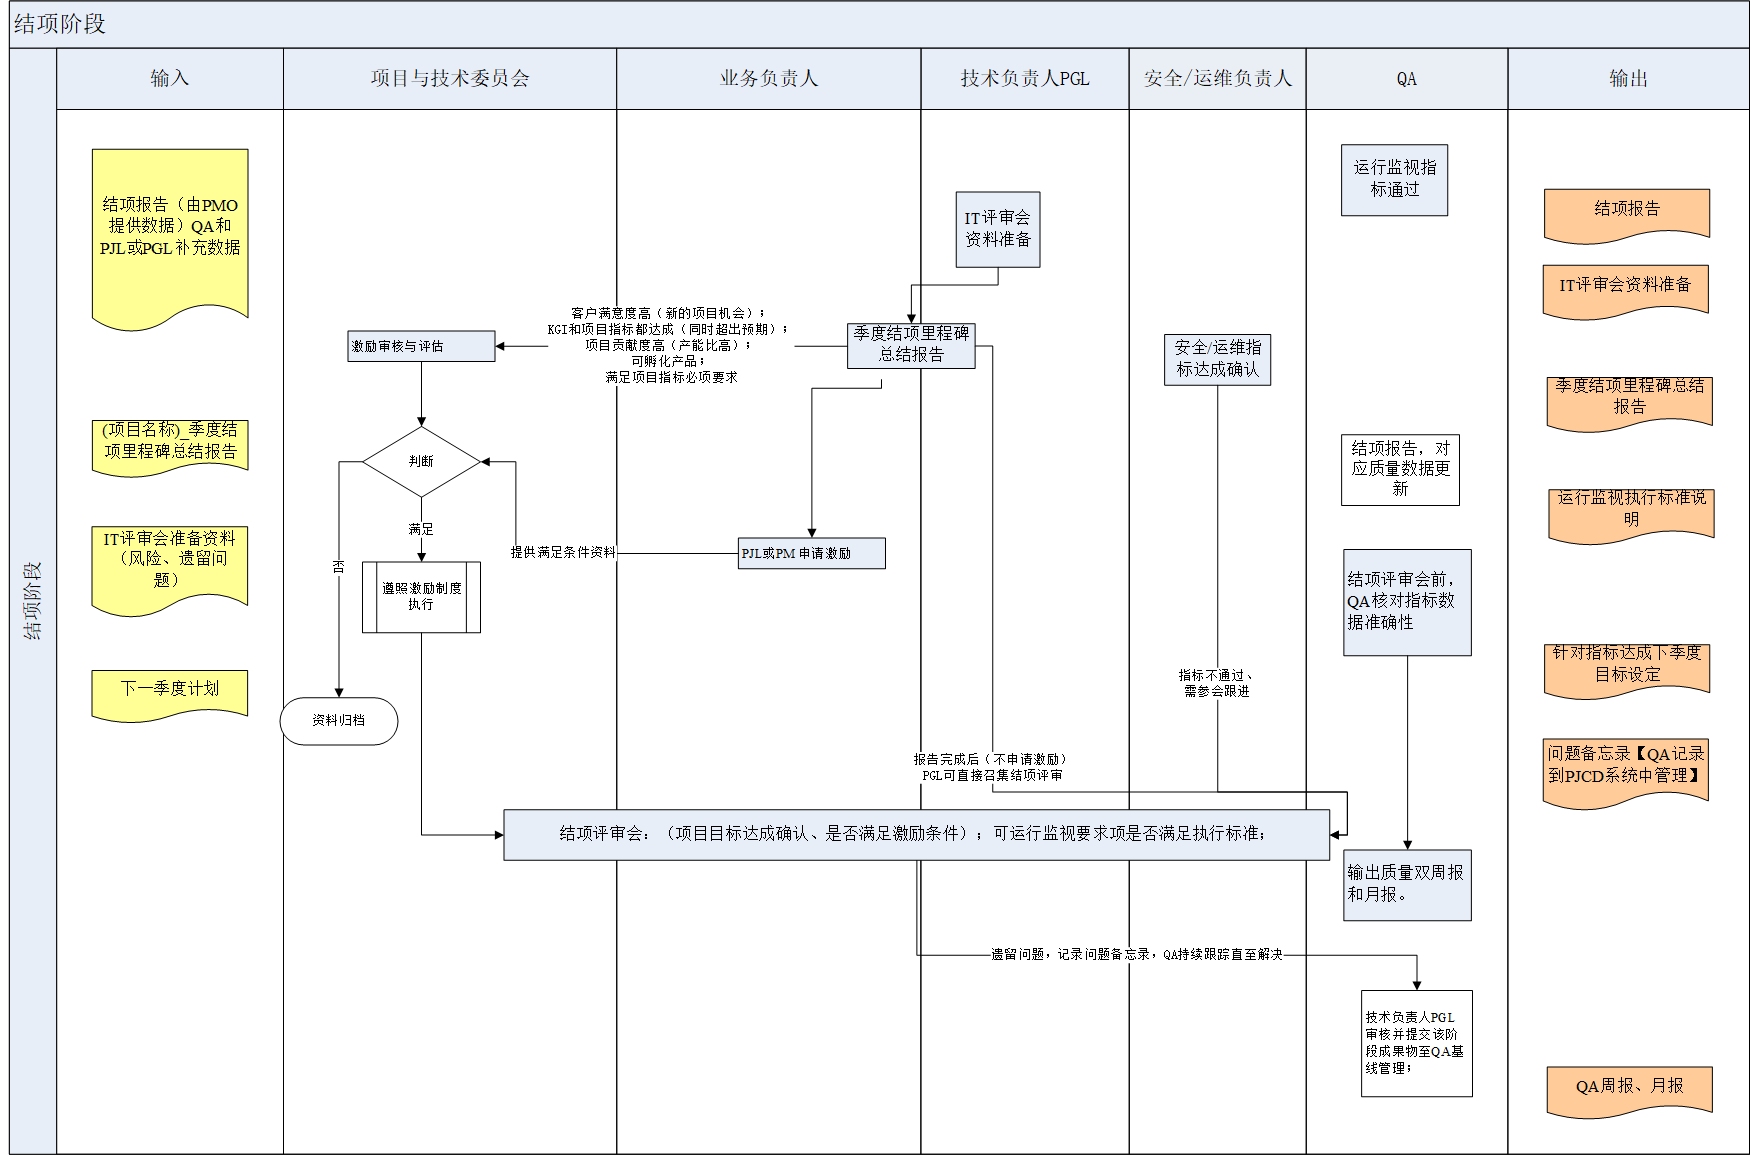 结项阶段
输入
项目与技术委员会
业务负责人
技术负责人PGL
安全/运维负责人
QA
输出
结项阶段
结项报告（由PMO
提供数据）QA和
PJL或PGL补充数据
(项目名称)_季度结
项里程碑总结报告
IT评审会准备资料
（风险、遗留问
题）
下一季度计划
激励审核与评估
判断
满足
否
遵照激励制度
执行
资料归档
客户满意度高（新的项目机会）；
KGI和项目指标都达成（同时超出预期）；
项目贡献度高（产能比高）；
可孵化产品；
满足项目指标必项要求
提供满足条件资料
PJL或PM 申请激励
IT评审会
资料准备
季度结项里程碑
总结报告
报告完成后（不申请激励）
PGL可直接召集结项评审
安全/运维指
标达成确认
指标不通过、
需参会跟进
结项评审会：（项目目标达成确认、是否满足激励条件）；可运行监视要求项是否满足执行标准；
遗留问题，记录问题备忘录，QA持续跟踪直至解决
运行监视指
标通过
结项报告，对
应质量数据更
新
结项评审会前，
QA核对指标数
据准确性
输出质量双周报
和月报。
技术负责人PGL
审核并提交该阶
段成果物至QA基
线管理；
结项报告
IT评审会资料准备
季度结项里程碑总结
报告
运行监视执行标准说
明
针对指标达成下季度
目标设定
问题备忘录【QA记录
到PJCD系统中管理】
QA周报、月报